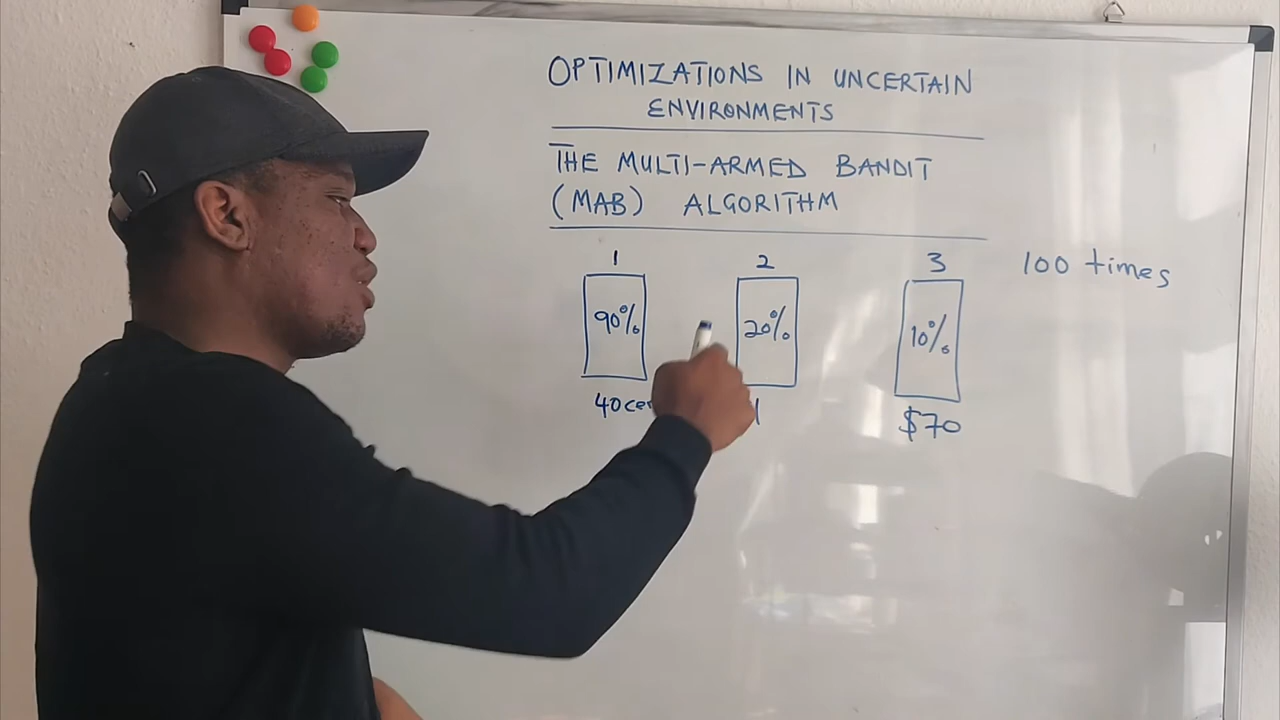 OPTIMIZATIONS IN UNCERTAIN
ENVIRONMENTS
THE MULTI-ARMED BANDIT
(MAB) ALGORITHM
1 2 3 100 times
90% 20% 10%
40 $70